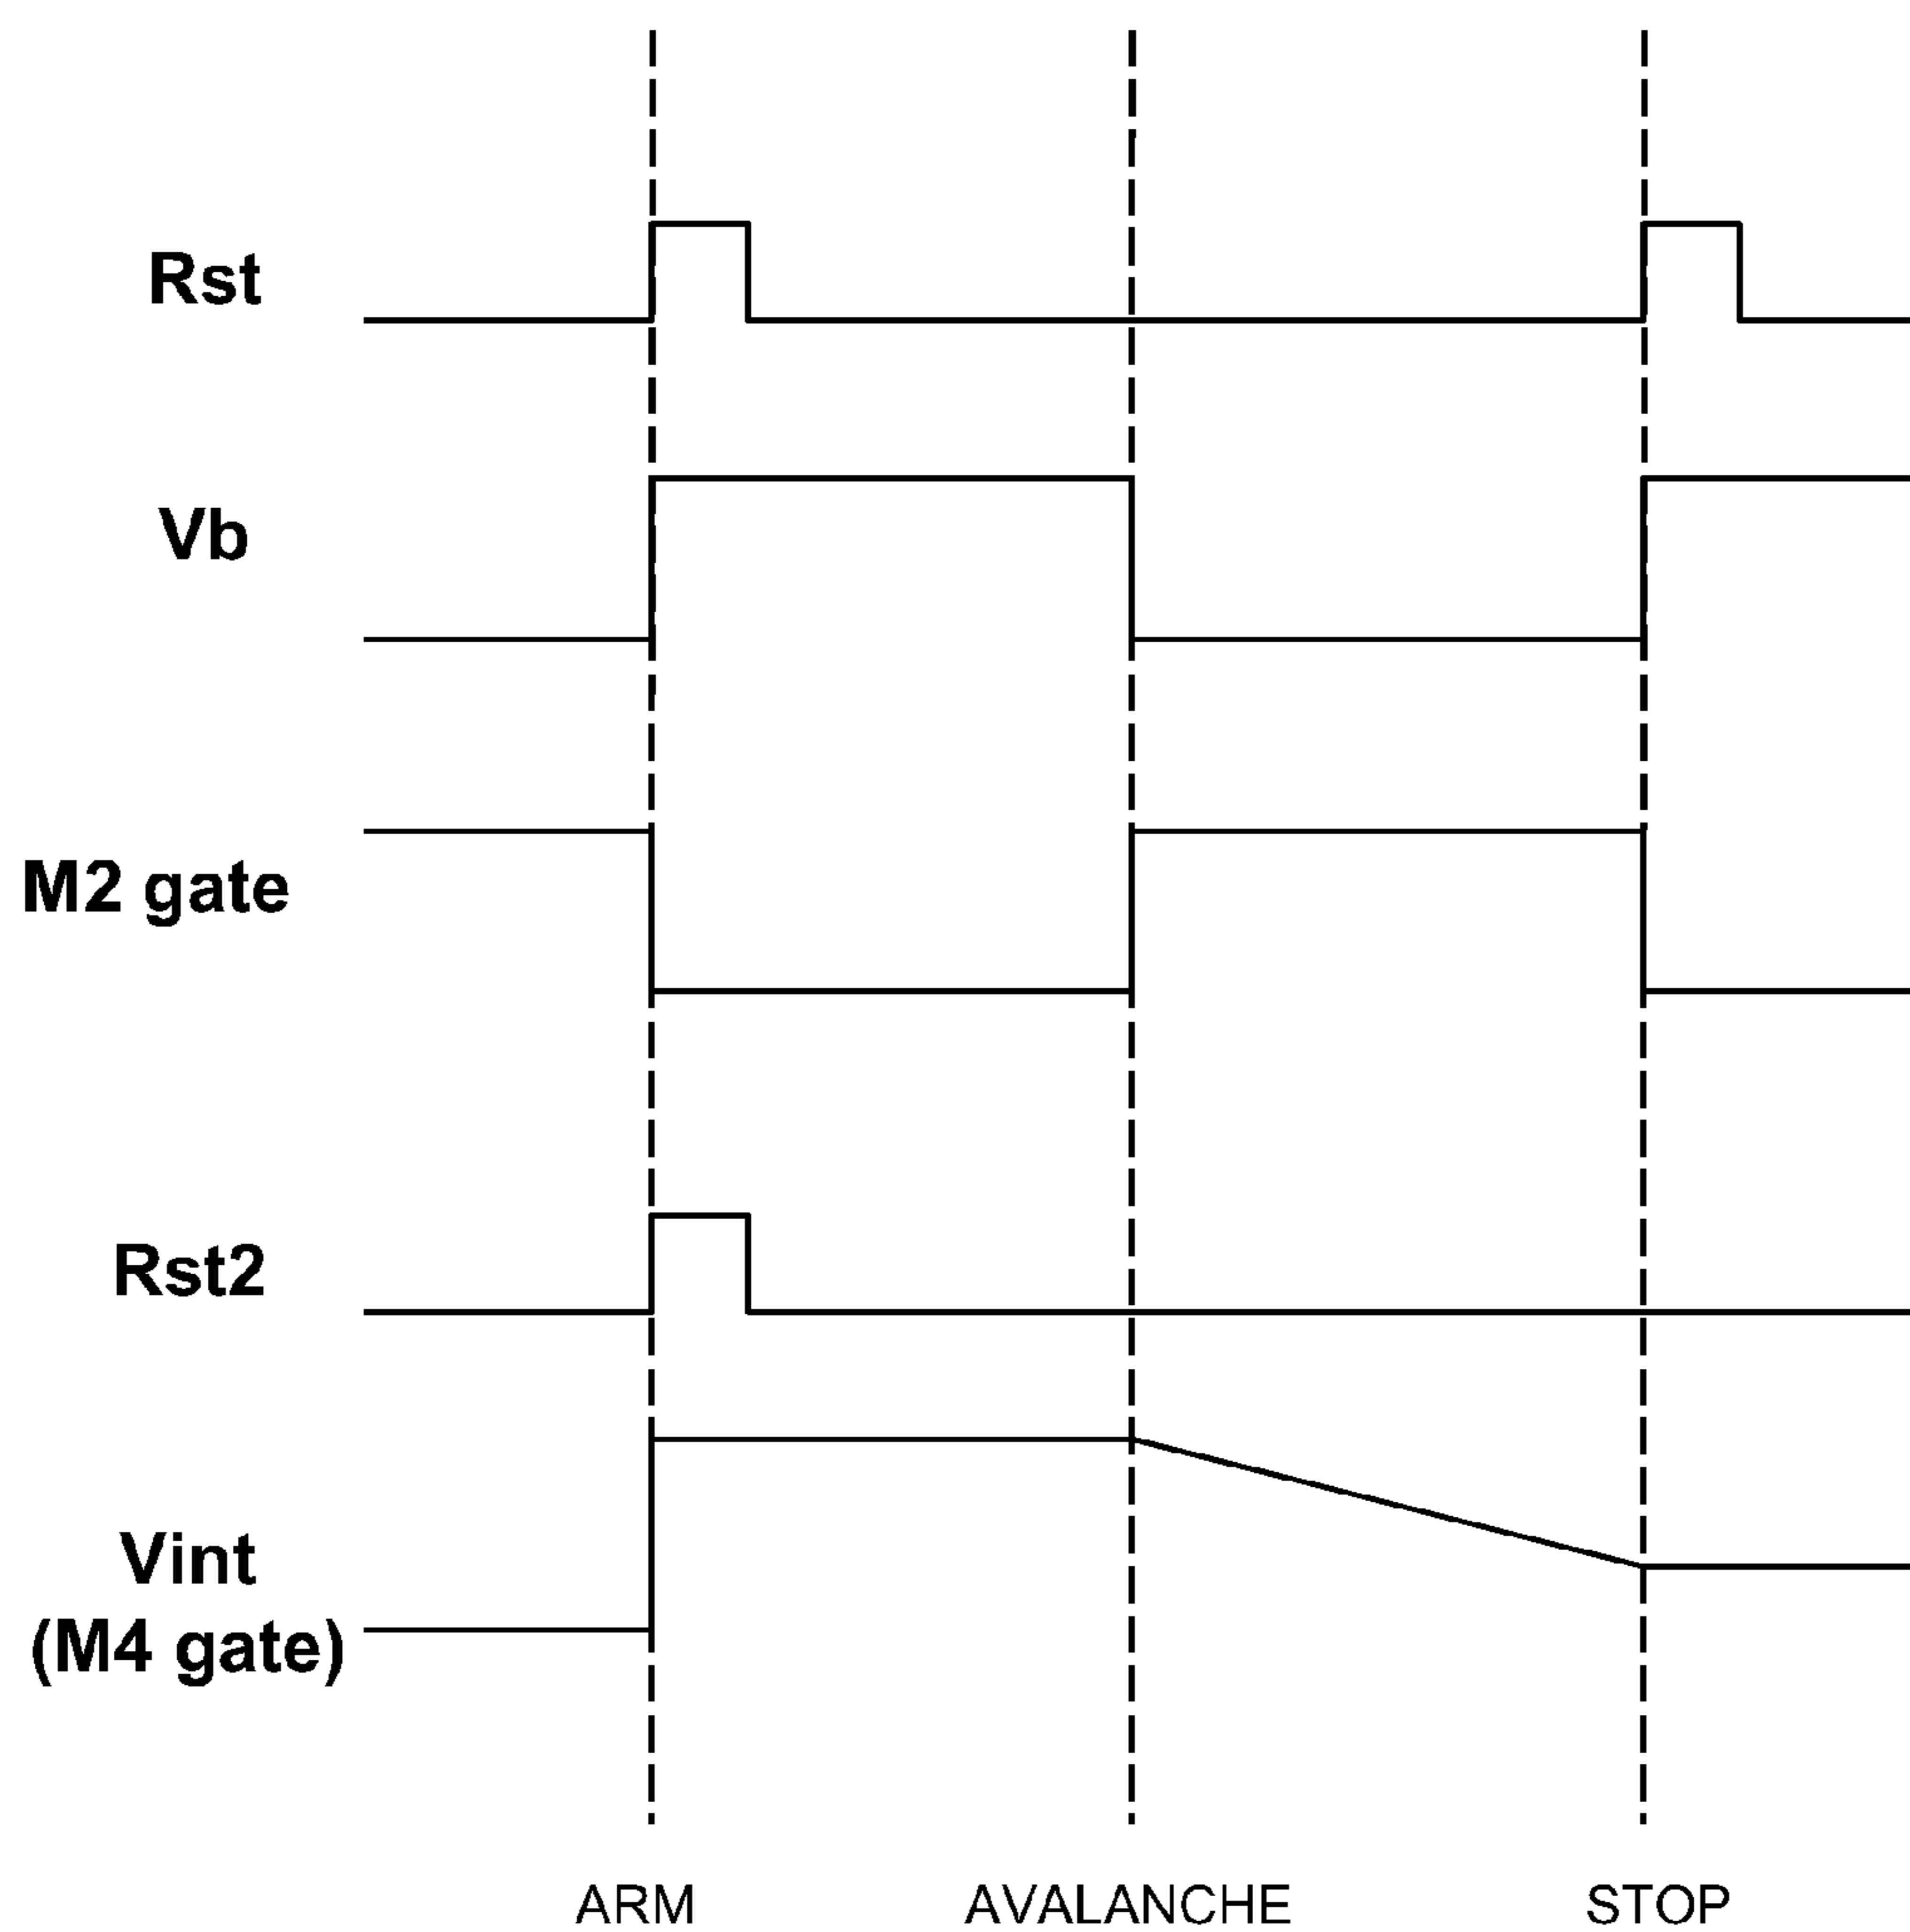 Rst
Vb
M2 gate
Rst2
Vint
(M4 gate)
ARM AVALANCHE STOP